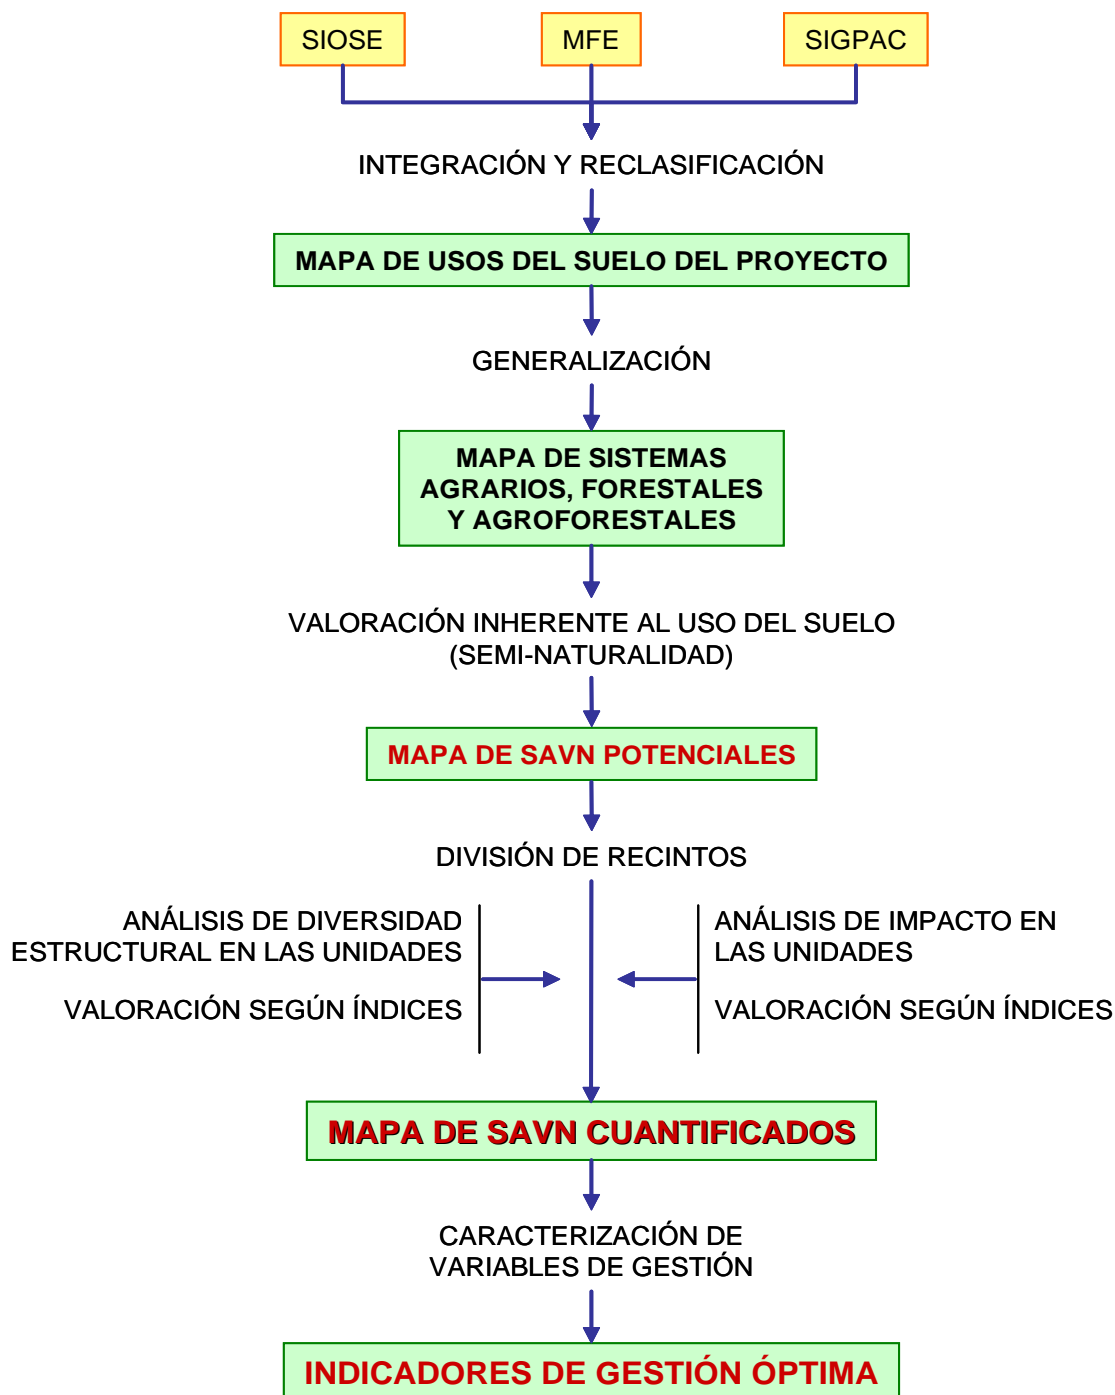 SIOSE
MFE
SIGPAC
INTEGRACIÓN Y RECLASIFICACIÓN
MAPA DE USOS DEL SUELO DEL PROYECTO
GENERALIZACIÓN
MAPA DE SISTEMAS
AGRARIOS, FORESTALES
Y AGROFORESTALES
VALORACIÓN INHERENTE AL USO DEL SUELO
(SEMI-NATURALIDAD)
MAPA DE SAVN POTENCIALES
DIVISIÓN DE RECINTOS
ANÁLISIS DE DIVERSIDAD
ESTRUCTURAL EN LAS UNIDADES
VALORACIÓN SEGÚN ÍNDICES
ANÁLISIS DE IMPACTO EN
LAS UNIDADES
VALORACIÓN SEGÚN ÍNDICES
MAPA DE SAVN CUANTIFICADOS
CARACTERIZACIÓN DE
VARIABLES DE GESTIÓN
INDICADORES DE GESTIÓN ÓPTIMA